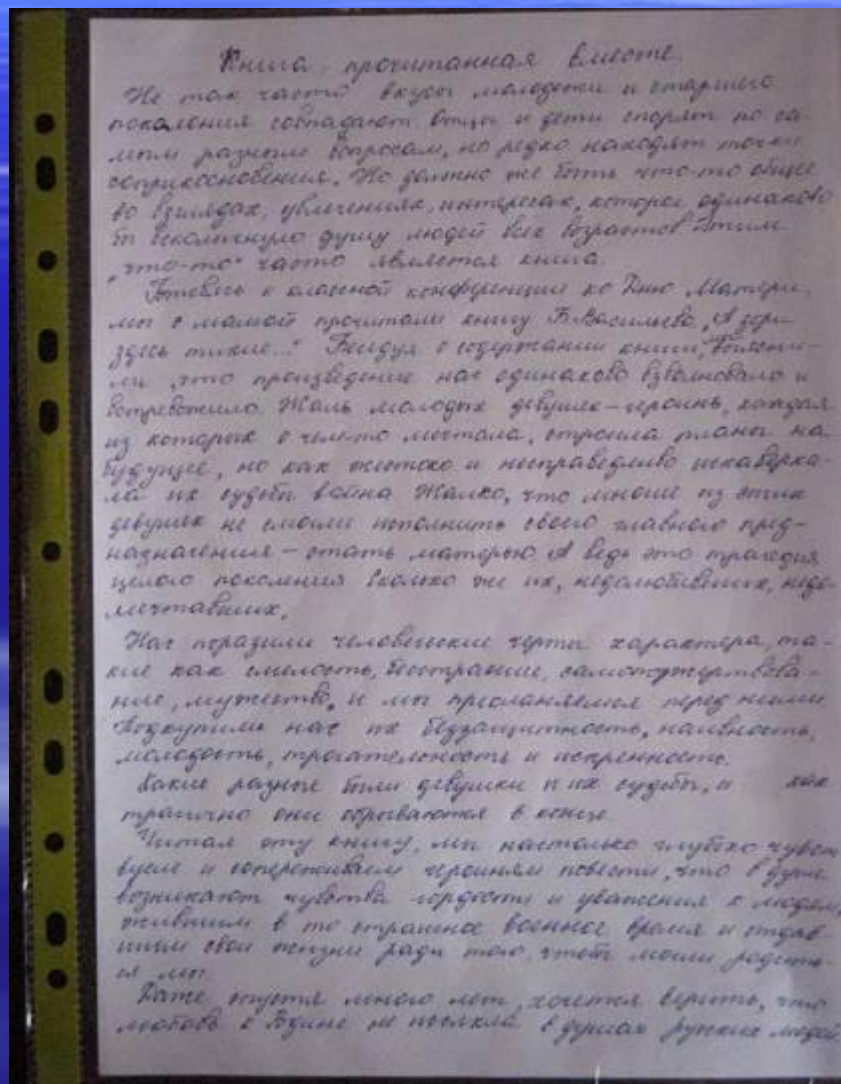 Книга, прочитанная вместе.
Не так часто вкусы молодежи и старшего
поколения совпадают. Отцы и дети спорят по са-
мым разным вопросам, но редко находят точки
соприкосновения. Но должно же быть что-то общее
во взглядах, увлечениях, интересах, которое одинаково
бы всколыхнуло душу людей всех возрастов. Этим
"что-то" часто является книга.
Готовясь к классной конференции ко Дню Матери,
мы с мамой прочитали книгу Б. Васильева „А зори
здесь тихие..." Беседуя о содержании книги, выясни-
ли, что произведение нас одинаково взволновало и
встревожило. Жаль молодых девушек-героинь, каждая
из которых о чем-то мечтала, строила планы на
будущее, но как жестоко и несправедливо исковерка-
ла их судьбы война. Жалко, что многие из этих
девушек не смогли исполнить своего главного пред-
назначения – стать матерью. А ведь это трагедия
целого поколения. Сколько же их, недолюбивших, недо-
мечтавших.
Нас поразили человеческие черты характера, та-
кие как смелость, бесстрашие, самопожертвова-
ние, мужество, и мы преклоняемся перед ними.
Подкупили нас их беззащитность, наивность,
молодость, трогательность и искренность.
Какие разные были девушки и их судьбы, и как
трагично они обрываются в конце.
Читая эту книгу, мы настолько глубоко чувст
вуем и сопереживаем героиням повести, что в душе
возникают чувства гордости и уважения к людям,
жившим в то страшное военное время и отдав-
шим свои жизни ради того, чтобы могли родить-
ся мы.
Даже спустя много лет, хочется верить, что
любовь к Родине не иссякла в душах русских людей